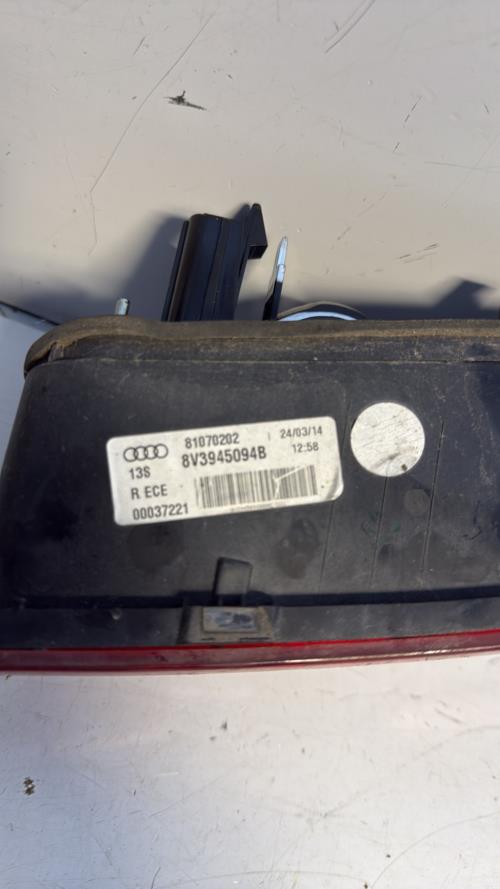 81070202 | 24/03/14
13S 8V3945094B 12:58
R ECE
00037221